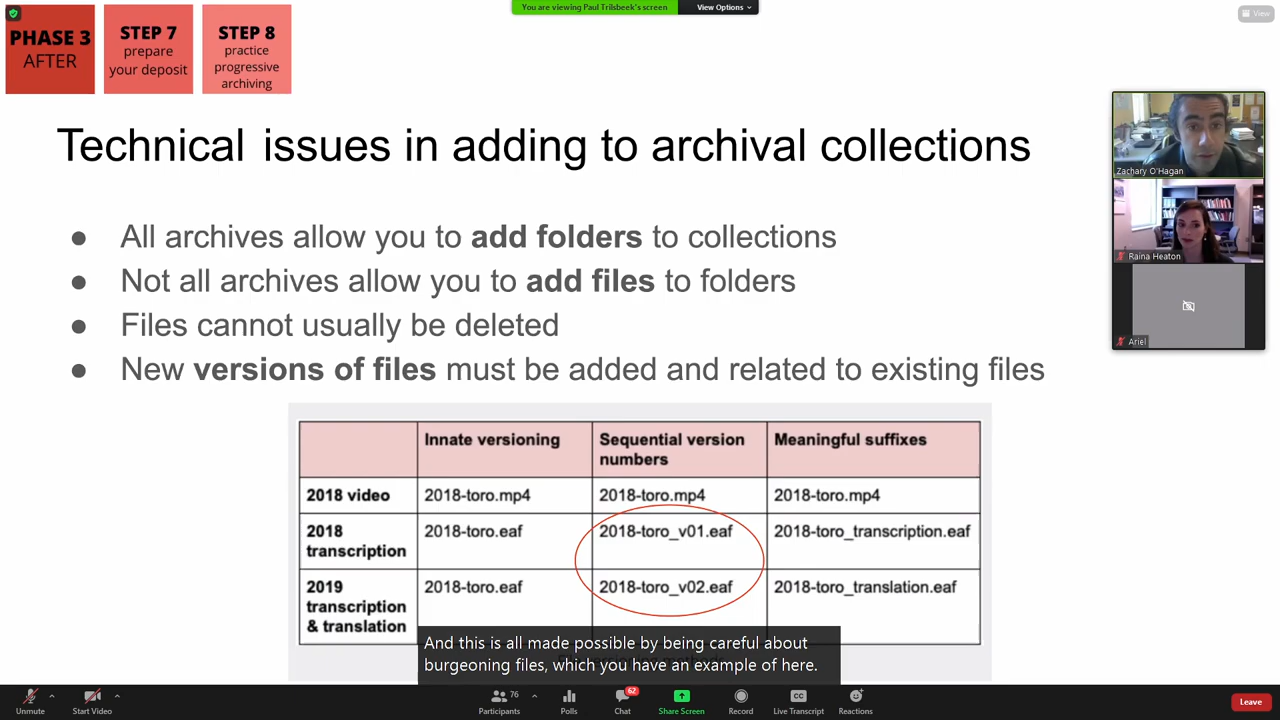 You are viewing Paul Trilsbeek's screen
View Options
View
PHASE 3
AFTER
STEP 7
prepare
your deposit
STEP 8
practice
progressive
archiving
Technical issues in adding to archival collections
Zachary O'Hagan
Raina Heaton
Ariel
● All archives allow you to add folders to collections
● Not all archives allow you to add files to folders
● Files cannot usually be deleted
● New versions of files must be added and related to existing files
Innate versioning
Sequential version
numbers
Meaningful suffixes
2018 video
2018-toro.mp4
2018-toro.mp4
2018-toro.mp4
2018
transcription
2018-toro.eaf
2018-toro_v01.eaf
2018-toro_transcription.eaf
2019
transcription
& translation
2018-toro.eaf
2018-toro_v02.eaf
2018-toro_translation.eaf
And this is all made possible by being careful about
burgeoning files, which you have an example of here.
Unmute
Start Video
76
Participants
Polls
62
Chat
Share Screen
Record
CC
Live Transcript
Reactions
Leave